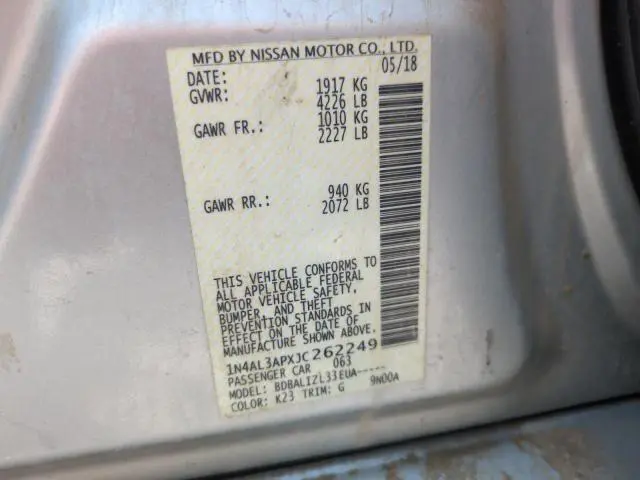 MFD BY NISSAN MOTOR CO., LTD.
DATE: 05/18
GVWR: 1917 KG
4226 LB
GAWR FR.: 1010 KG
2227 LB
GAWR RR.: 940 KG
2072 LB
THIS VEHICLE CONFORMS TO
ALL APPLICABLE FEDERAL
MOTOR VEHICLE SAFETY,
BUMPER, AND THEFT
PREVENTION STANDARDS IN
EFFECT ON THE DATE OF
MANUFACTURE SHOWN ABOVE.
1N4AL3APXJC262249
PASSENGER CAR 063
MODEL: BDBALIZL33EUA-----
COLOR: K23 TRIM: G 9N00A